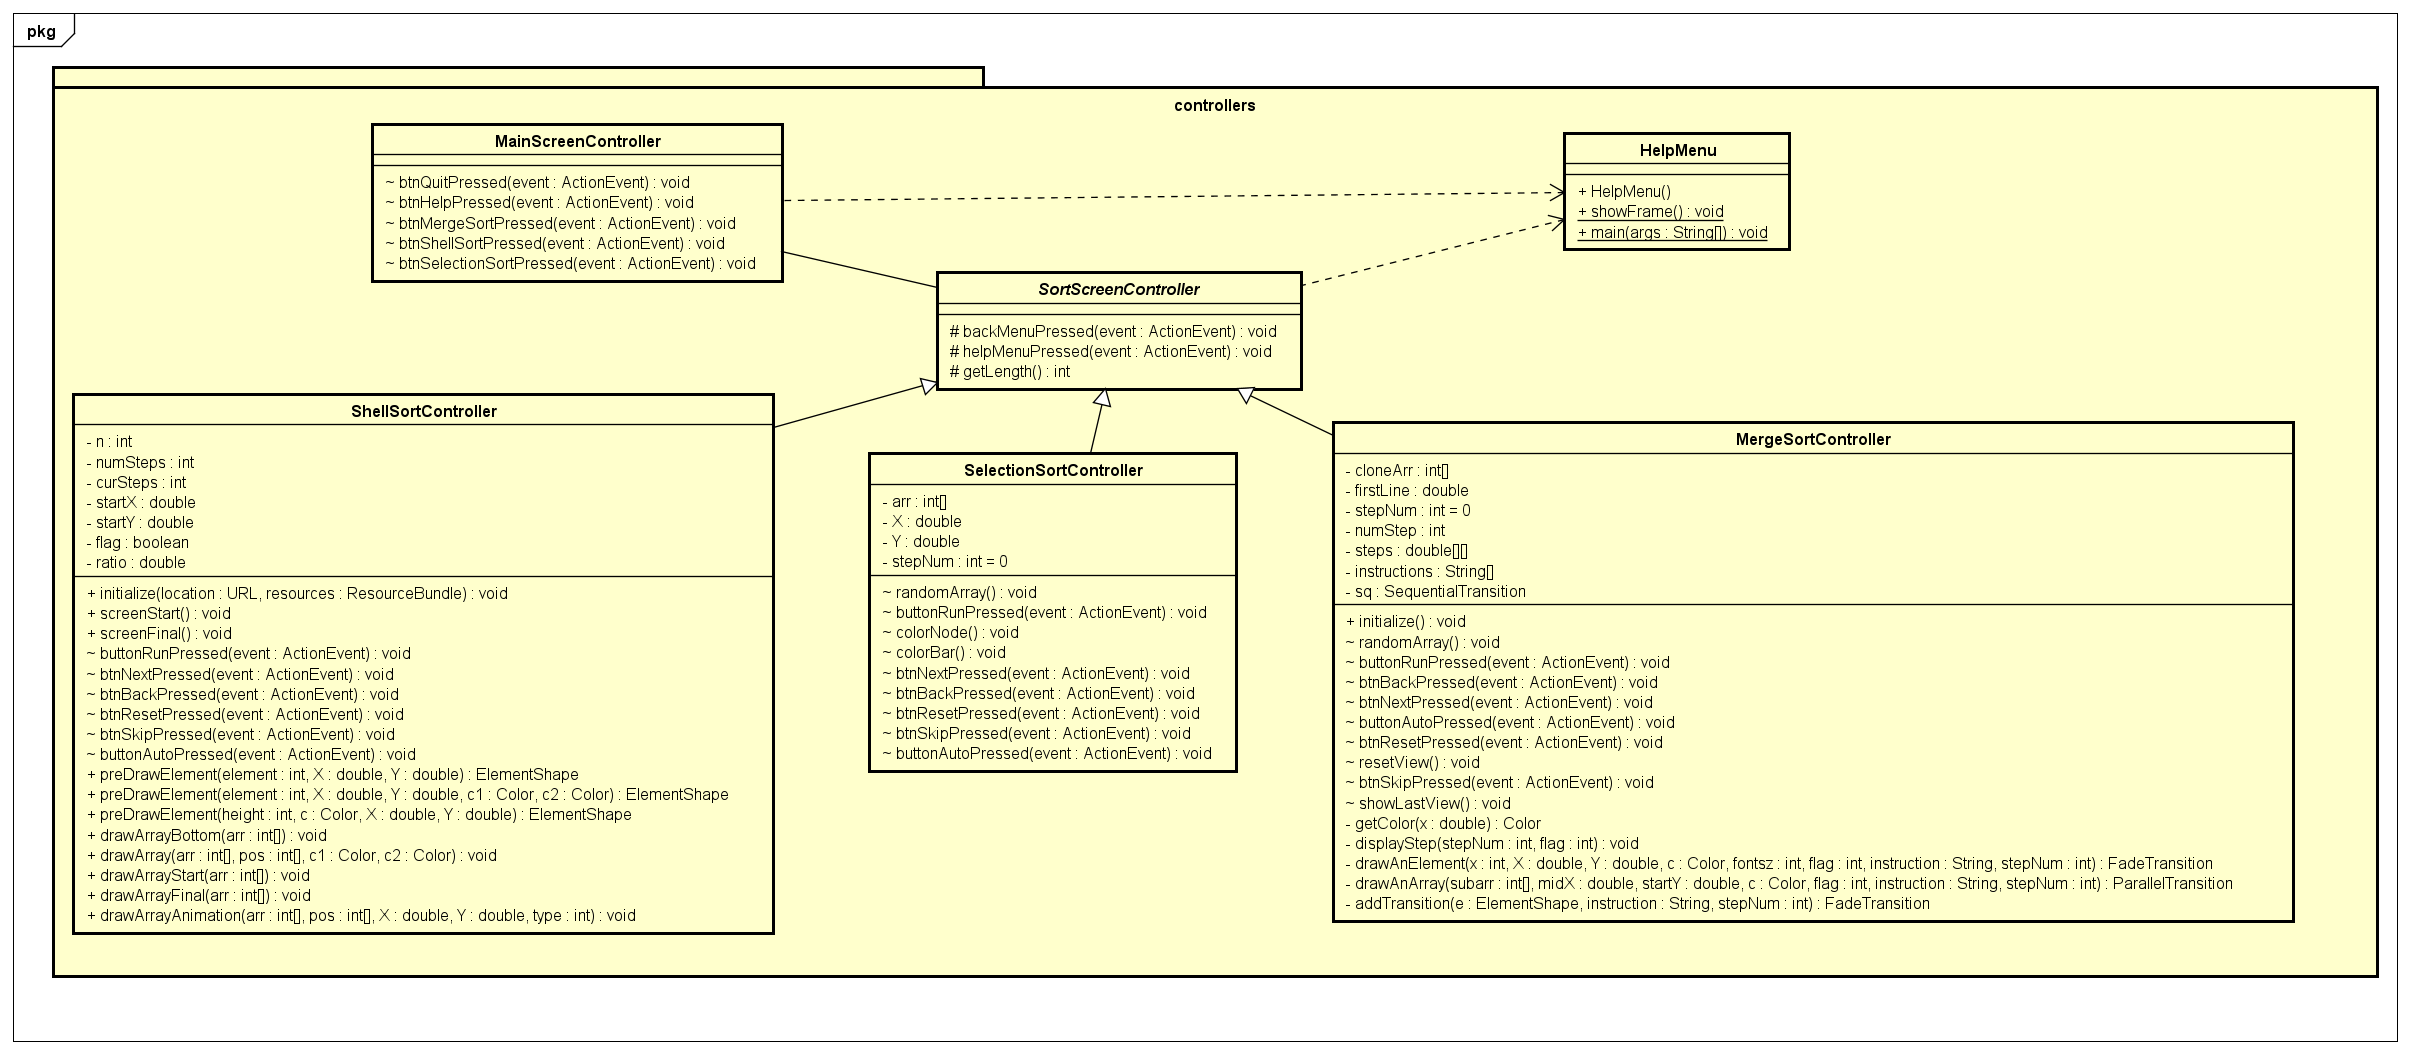 pkg
controllers
MainScreenController
~ btnQuitPressed(event : ActionEvent) : void
~ btnHelpPressed(event : ActionEvent) : void
~ btnMergeSortPressed(event : ActionEvent) : void
~ btnShellSortPressed(event : ActionEvent) : void
~ btnSelectionSortPressed(event : ActionEvent) : void
HelpMenu
+ HelpMenu()
+ showFrame() : void
+ main(args : String[]) : void
SortScreenController
# backMenuPressed(event : ActionEvent) : void
# helpMenuPressed(event : ActionEvent) : void
# getLength() : int
ShellSortController
- n : int
- numSteps : int
- curSteps : int
- startX : double
- startY : double
- flag : boolean
- ratio : double
+ initialize(location : URL, resources : ResourceBundle) : void
+ screenStart() : void
+ screenFinal() : void
~ buttonRunPressed(event : ActionEvent) : void
~ btnNextPressed(event : ActionEvent) : void
~ btnBackPressed(event : ActionEvent) : void
~ btnResetPressed(event : ActionEvent) : void
~ btnSkipPressed(event : ActionEvent) : void
~ buttonAutoPressed(event : ActionEvent) : void
+ preDrawElement(element : int, X : double, Y : double) : ElementShape
+ preDrawElement(element : int, X : double, Y : double, c1 : Color, c2 : Color) : ElementShape
+ preDrawElement(height : int, c : Color, X : double, Y : double) : ElementShape
+ drawArrayBottom(arr : int[]) : void
+ drawArray(arr : int[], pos : int[], c1 : Color, c2 : Color) : void
+ drawArrayStart(arr : int[]) : void
+ drawArrayFinal(arr : int[]) : void
+ drawArrayAnimation(arr : int[], pos : int[], X : double, Y : double, type : int) : void
SelectionSortController
- arr : int[]
- X : double
- Y : double
- stepNum : int = 0
~ randomArray() : void
~ buttonRunPressed(event : ActionEvent) : void
~ colorNode() : void
~ colorBar() : void
~ btnNextPressed(event : ActionEvent) : void
~ btnBackPressed(event : ActionEvent) : void
~ btnResetPressed(event : ActionEvent) : void
~ btnSkipPressed(event : ActionEvent) : void
~ buttonAutoPressed(event : ActionEvent) : void
MergeSortController
- cloneArr : int[]
- firstLine : double
- stepNum : int = 0
- numStep : int
- steps : double[][]
- instructions : String[]
- sq : SequentialTransition
+ initialize() : void
~ randomArray() : void
~ buttonRunPressed(event : ActionEvent) : void
~ btnBackPressed(event : ActionEvent) : void
~ btnNextPressed(event : ActionEvent) : void
~ buttonAutoPressed(event : ActionEvent) : void
~ btnResetPressed(event : ActionEvent) : void
~ resetView() : void
~ btnSkipPressed(event : ActionEvent) : void
~ showLastView() : void
- getColor(x : double) : Color
- displayStep(stepNum : int, flag : int) : void
- drawAnElement(x : int, X : double, Y : double, c : Color, fontsz : int, flag : int, instruction : String, stepNum : int) : FadeTransition
- drawAnArray(subarr : int[], midX : double, startY : double, c : Color, flag : int, instruction : String, stepNum : int) : ParallelTransition
- addTransition(e : ElementShape, instruction : String, stepNum : int) : FadeTransition